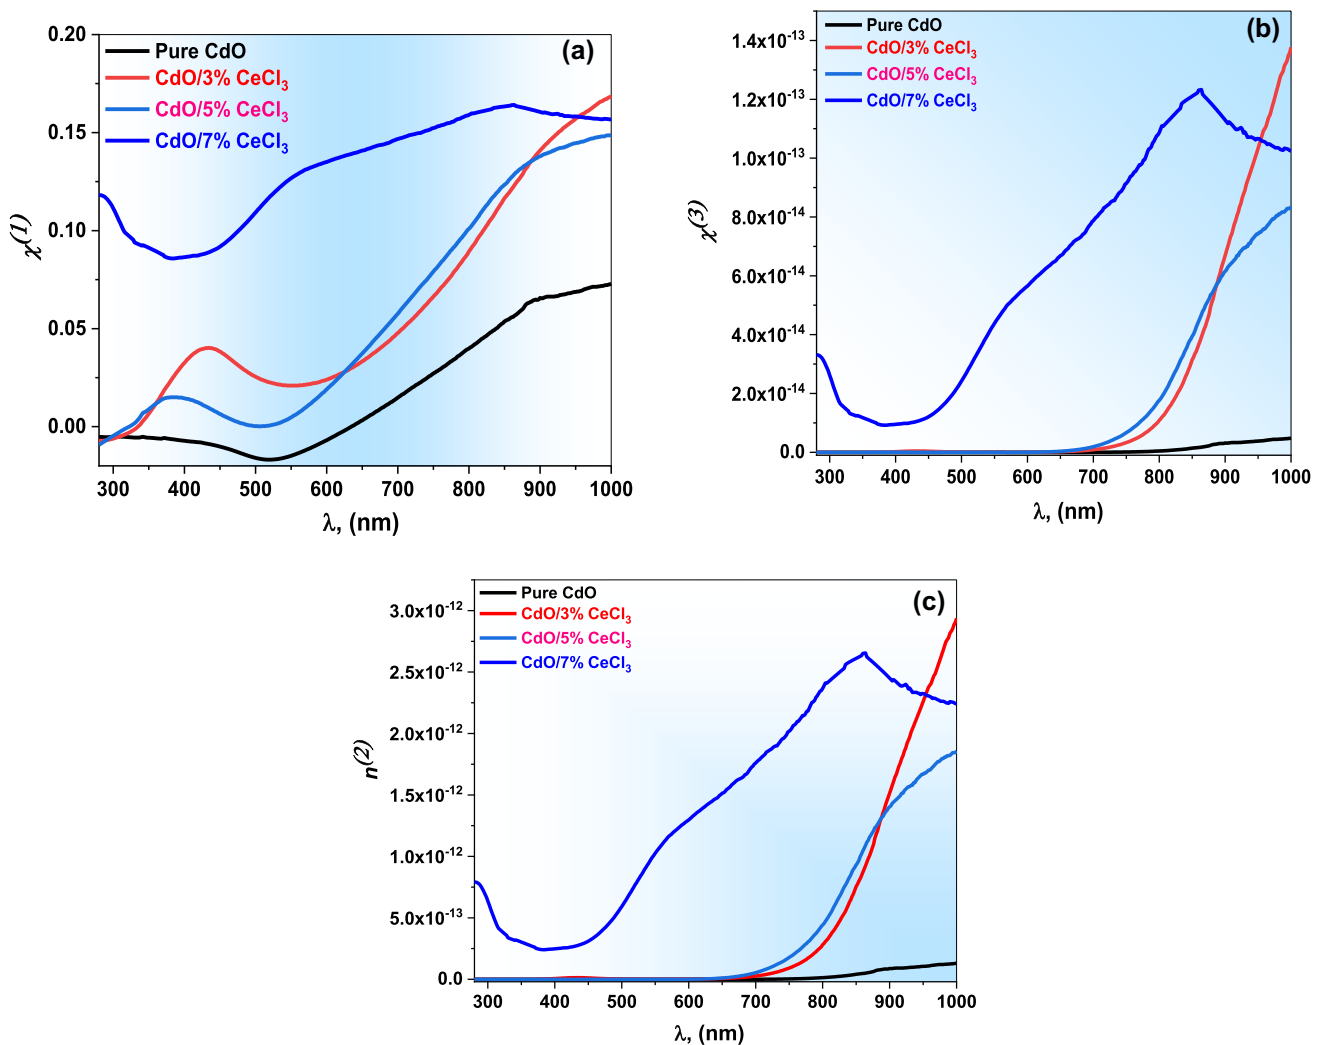 (a)
Pure CdO
CdO/3% CeCl₃
CdO/5% CeCl₃
CdO/7% CeCl₃
0.20
0.15
0.10
0.05
0.00
χ(1)
300 400 500 600 700 800 900 1000
λ, (nm)
(b)
Pure CdO
CdO/3% CeCl₃
CdO/5% CeCl₃
CdO/7% CeCl₃
1.4x10⁻¹³
1.2x10⁻¹³
1.0x10⁻¹³
8.0x10⁻¹⁴
6.0x10⁻¹⁴
4.0x10⁻¹⁴
2.0x10⁻¹⁴
0.0
χ(3)
300 400 500 600 700 800 900 1000
λ, (nm)
(c)
Pure CdO
CdO/3% CeCl₃
CdO/5% CeCl₃
CdO/7% CeCl₃
3.0x10⁻¹²
2.5x10⁻¹²
2.0x10⁻¹²
1.5x10⁻¹²
1.0x10⁻¹²
5.0x10⁻¹³
0.0
n(2)
300 400 500 600 700 800 900 1000
λ, (nm)